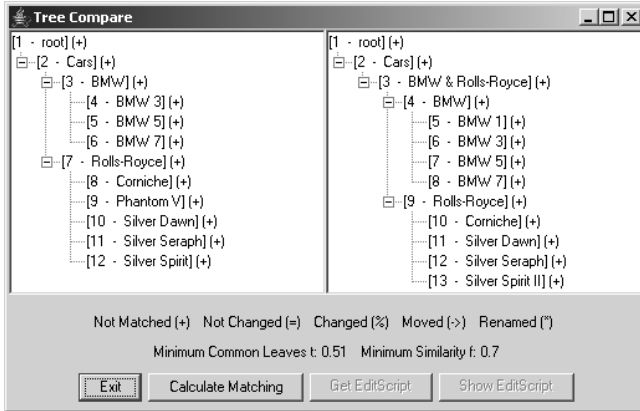 Tree Compare
[1 - root] (+)
[2 - Cars] (+)
[3 - BMW] (+)
[4 - BMW 3] (+)
[5 - BMW 5] (+)
[6 - BMW 7] (+)
[7 - Rolls-Royce] (+)
[8 - Corniche] (+)
[9 - Phantom V] (+)
[10 - Silver Dawn] (+)
[11 - Silver Seraph] (+)
[12 - Silver Spirit] (+)
[1 - root] (+)
[2 - Cars] (+)
[3 - BMW & Rolls-Royce] (+)
[4 - BMW] (+)
[5 - BMW 1] (+)
[6 - BMW 3] (+)
[7 - BMW 5] (+)
[8 - BMW 7] (+)
[9 - Rolls-Royce] (+)
[10 - Corniche] (+)
[11 - Silver Dawn] (+)
[12 - Silver Seraph] (+)
[13 - Silver Spirit II] (+)
Not Matched (+) Not Changed (=) Changed (%) Moved (->) Renamed (*)
Minimum Common Leaves t: 0.51 Minimum Similarity f: 0.7
Exit Calculate Matching Get EditScript Show EditScript